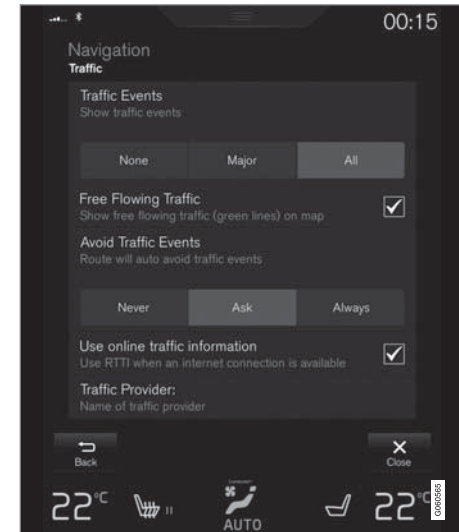 00:15
Navigation
Traffic
Traffic Events
Show traffic events
None Major All
Free Flowing Traffic
Show free flowing traffic (green lines) on map
Avoid Traffic Events
Route will auto avoid traffic events
Never Ask Always
Use online traffic information
Use RTTI when an internet connection is available
Traffic Provider:
Name of traffic provider
Back Close
22°C 22°C
AUTO
G060565